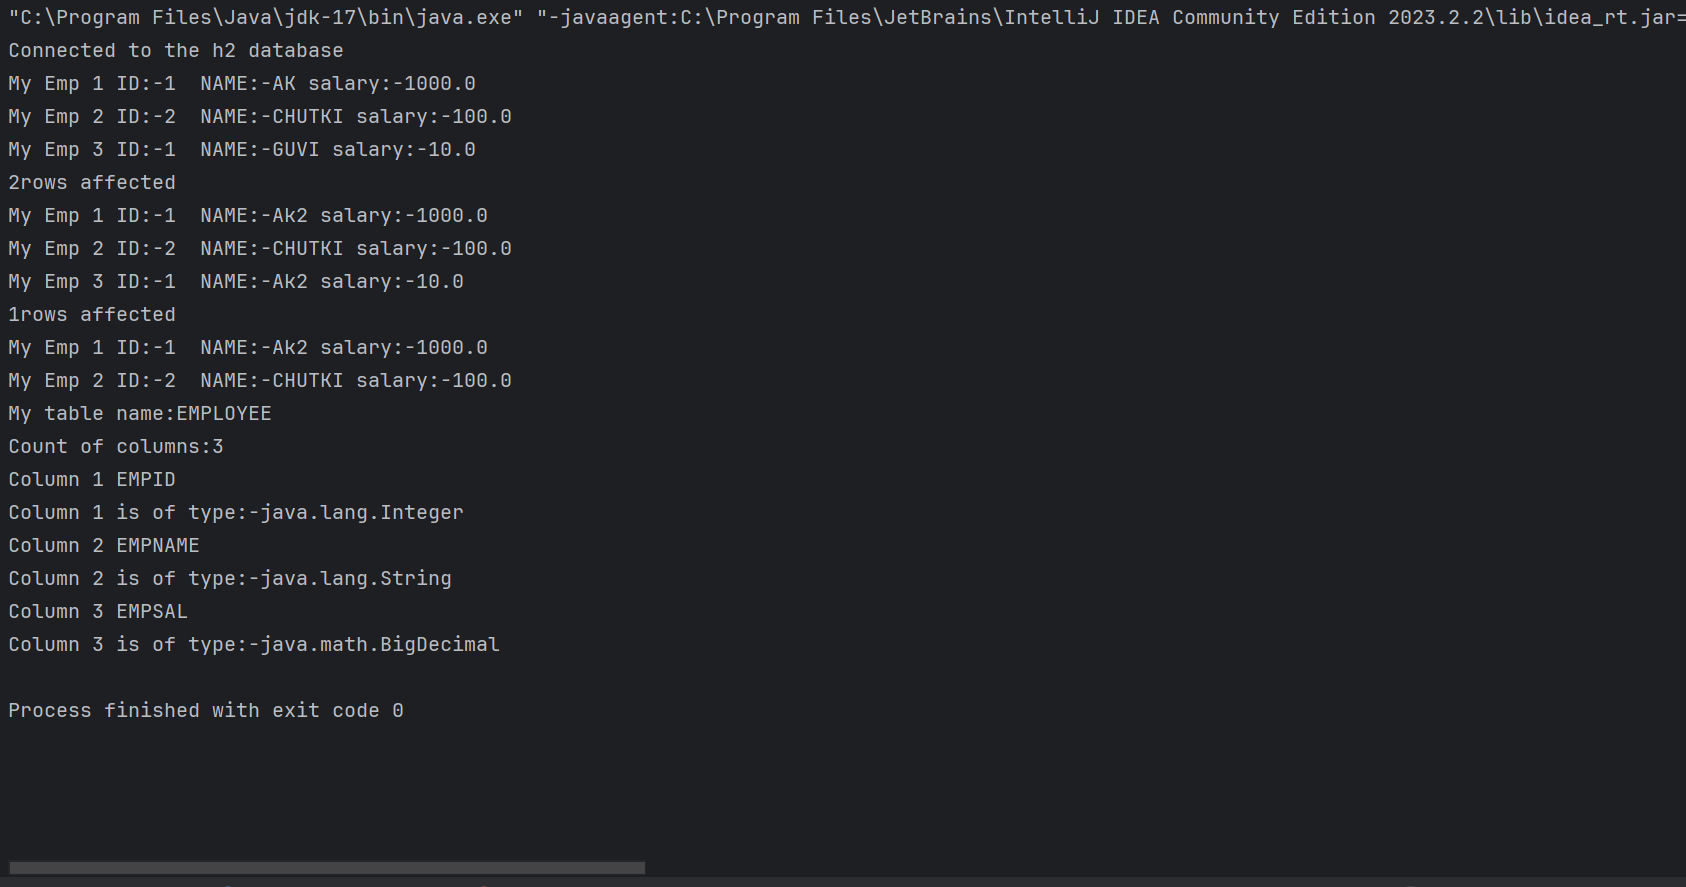 "C:\Program Files\Java\jdk-17\bin\java.exe" "-javaagent:C:\Program Files\JetBrains\IntelliJ IDEA Community Edition 2023.2.2\lib\idea_rt.jar=
Connected to the h2 database
My Emp 1 ID:-1  NAME:-AK salary:-1000.0
My Emp 2 ID:-2  NAME:-CHUTKI salary:-100.0
My Emp 3 ID:-1  NAME:-GUVI salary:-10.0
2rows affected
My Emp 1 ID:-1  NAME:-Ak2 salary:-1000.0
My Emp 2 ID:-2  NAME:-CHUTKI salary:-100.0
My Emp 3 ID:-1  NAME:-Ak2 salary:-10.0
1rows affected
My Emp 1 ID:-1  NAME:-Ak2 salary:-1000.0
My Emp 2 ID:-2  NAME:-CHUTKI salary:-100.0
My table name:EMPLOYEE
Count of columns:3
Column 1 EMPID
Column 1 is of type:-java.lang.Integer
Column 2 EMPNAME
Column 2 is of type:-java.lang.String
Column 3 EMPSAL
Column 3 is of type:-java.math.BigDecimal
Process finished with exit code 0